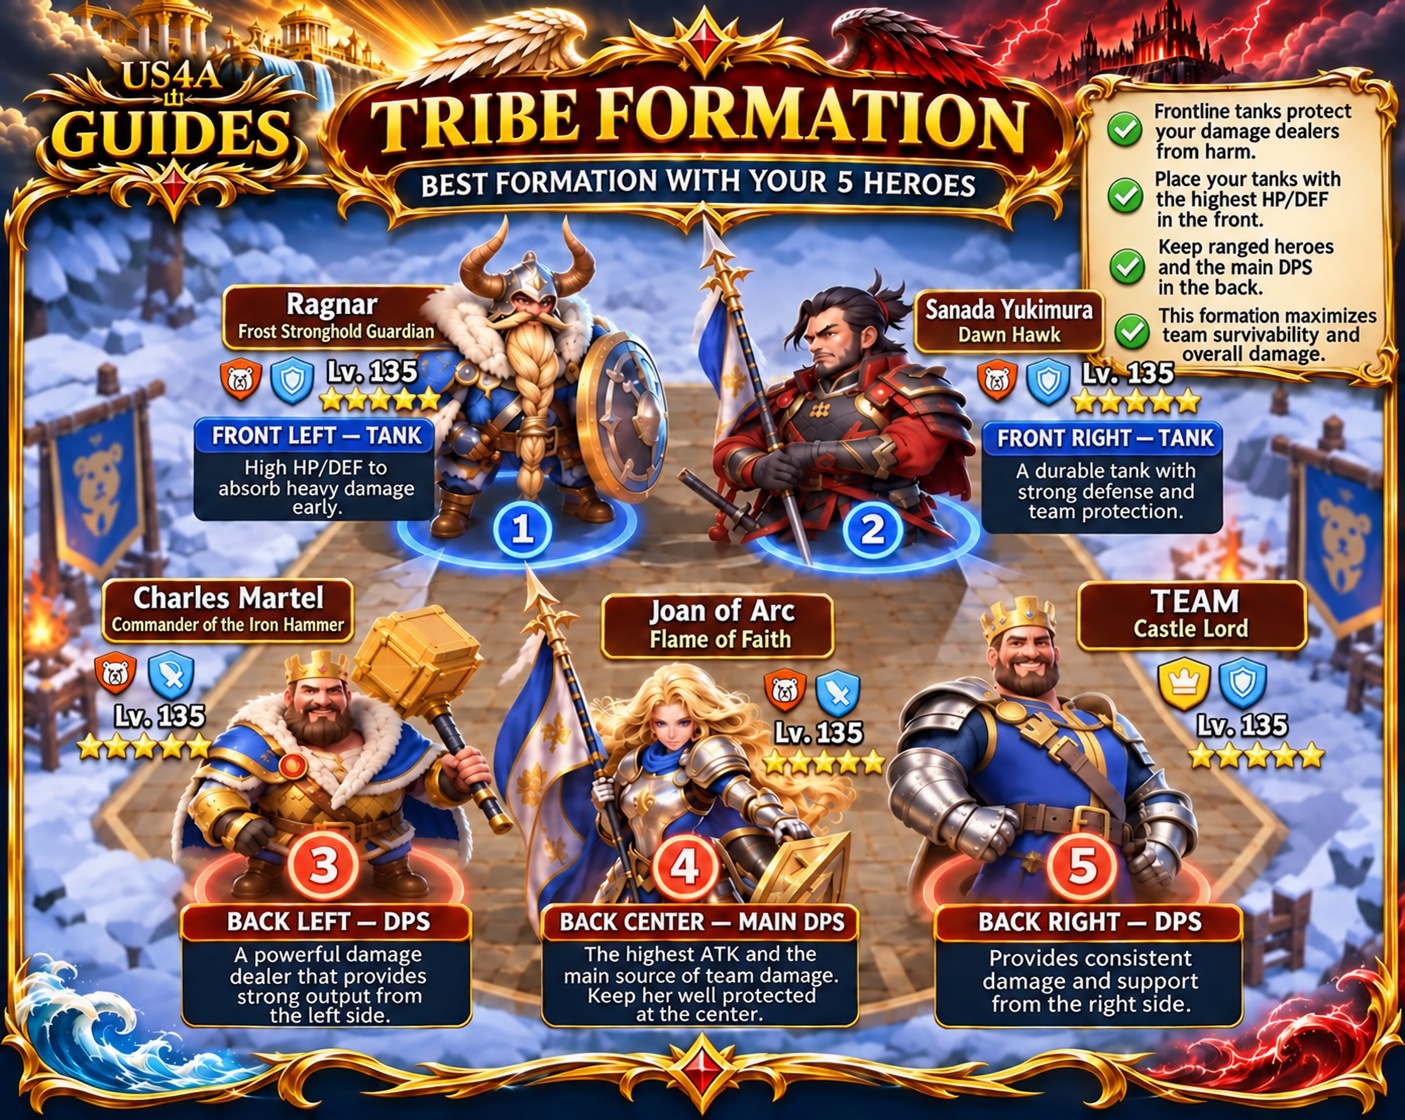 US4A
GUIDES
TRIBE FORMATION
BEST FORMATION WITH YOUR 5 HEROES
Frontline tanks protect
your damage dealers
from harm.
Place your tanks with
the highest HP/DEF
in the front.
Keep ranged heroes
and the main DPS
in the back.
This formation maximizes
team survivability and
overall damage.
Ragnar
Frost Stronghold Guardian
Lv. 135
FRONT LEFT — TANK
High HP/DEF to
absorb heavy damage
early.
1
Sanada Yukimura
Dawn Hawk
Lv. 135
FRONT RIGHT — TANK
A durable tank with
strong defense and
team protection.
2
Charles Martel
Commander of the Iron Hammer
Lv. 135
3
BACK LEFT — DPS
A powerful damage
dealer that provides
strong output from
the left side.
Joan of Arc
Flame of Faith
Lv. 135
4
BACK CENTER — MAIN DPS
The highest ATK and the
main source of team damage.
Keep her well protected
at the center.
TEAM
Castle Lord
Lv. 135
5
BACK RIGHT — DPS
Provides consistent
damage and support
from the right side.